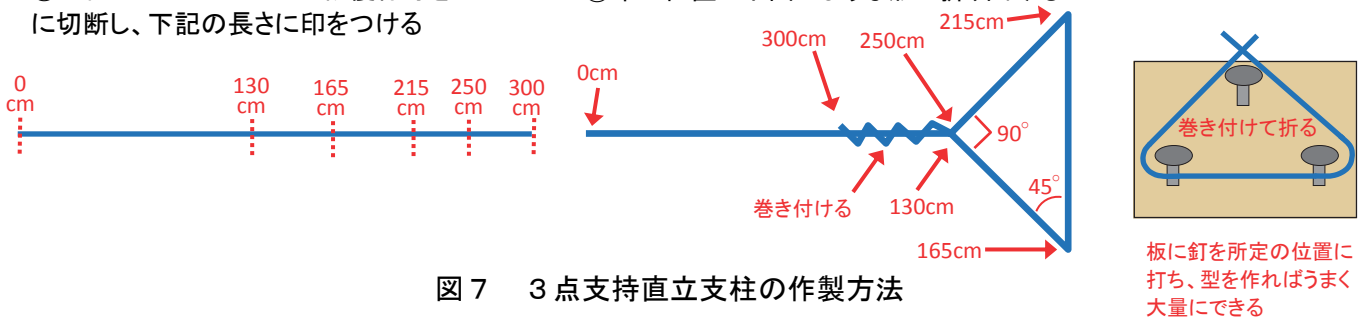 に切断し、下記の長さに印をつける
0
cm
130
cm
165
cm
215
cm
250
cm
300
cm
0cm
300cm
250cm
215cm
90°
45°
巻き付ける
130cm
165cm
巻き付けて折る
板に釘を所定の位置に
打ち、型を作ればうまく
大量にできる
図7 3点支持直立支柱の作製方法